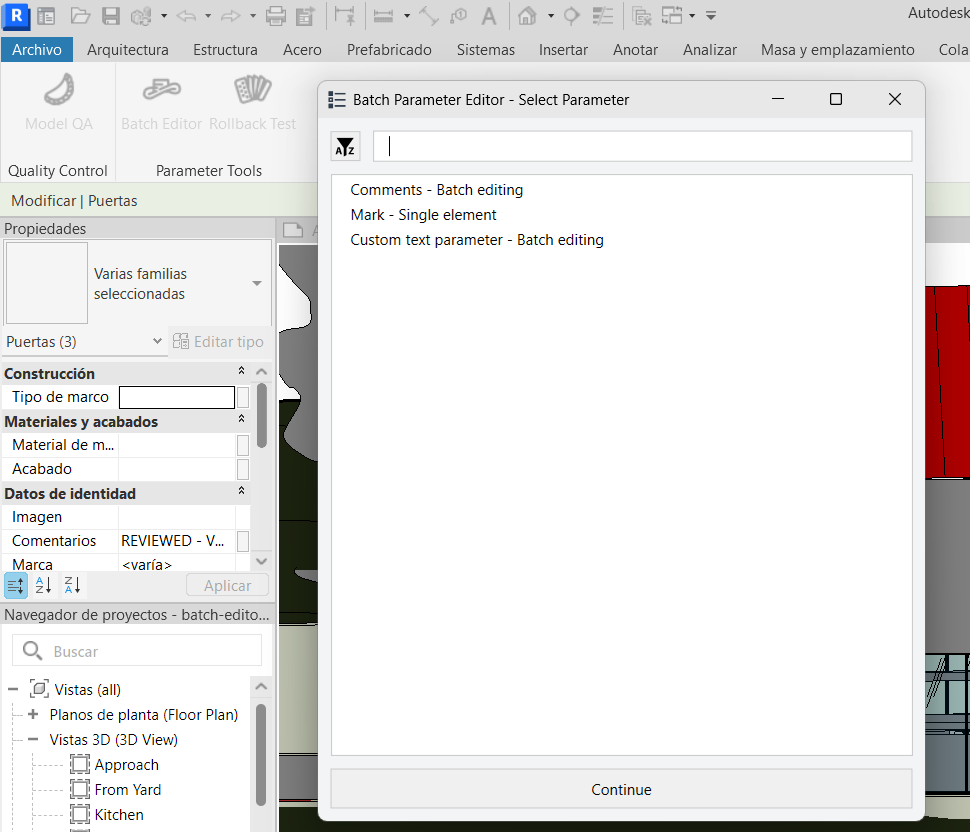 R
A
Autodesk
Archivo Arquitectura Estructura Acero Prefabricado Sistemas Insertar Anotar Analizar Masa y emplazamiento Cola
Model QA
Batch Editor Rollback Test
Quality Control
Parameter Tools
Modificar | Puertas
Propiedades
Varias familias
seleccionadas
Puertas (3)
Editar tipo
Construcción
Tipo de marco
Materiales y acabados
Material de m...
Acabado
Datos de identidad
Imagen
Comentarios REVIEWED - V...
Marca <varía>
Aplicar
Navegador de proyectos - batch-edito...
Buscar
Vistas (all)
Planos de planta (Floor Plan)
Vistas 3D (3D View)
Approach
From Yard
Kitchen
Batch Parameter Editor - Select Parameter
AZ
Comments - Batch editing
Mark - Single element
Custom text parameter - Batch editing
Continue